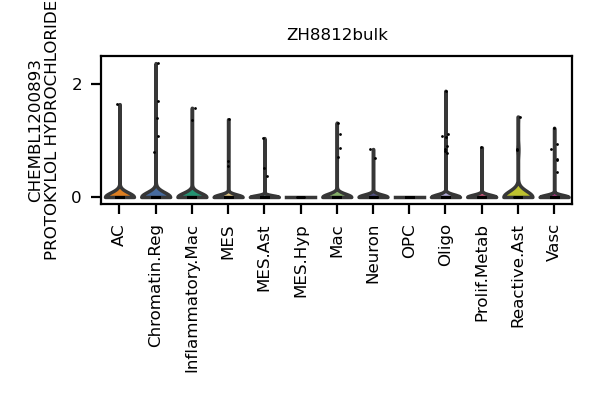 ZH8812bulk
CHEMBL1200893
PROTOKYLOL HYDROCHLORIDE
2
0
AC
Chromatin.Reg
Inflammatory.Mac
MES
MES.Ast
MES.Hyp
Mac
Neuron
OPC
Oligo
Prolif.Metab
Reactive.Ast
Vasc